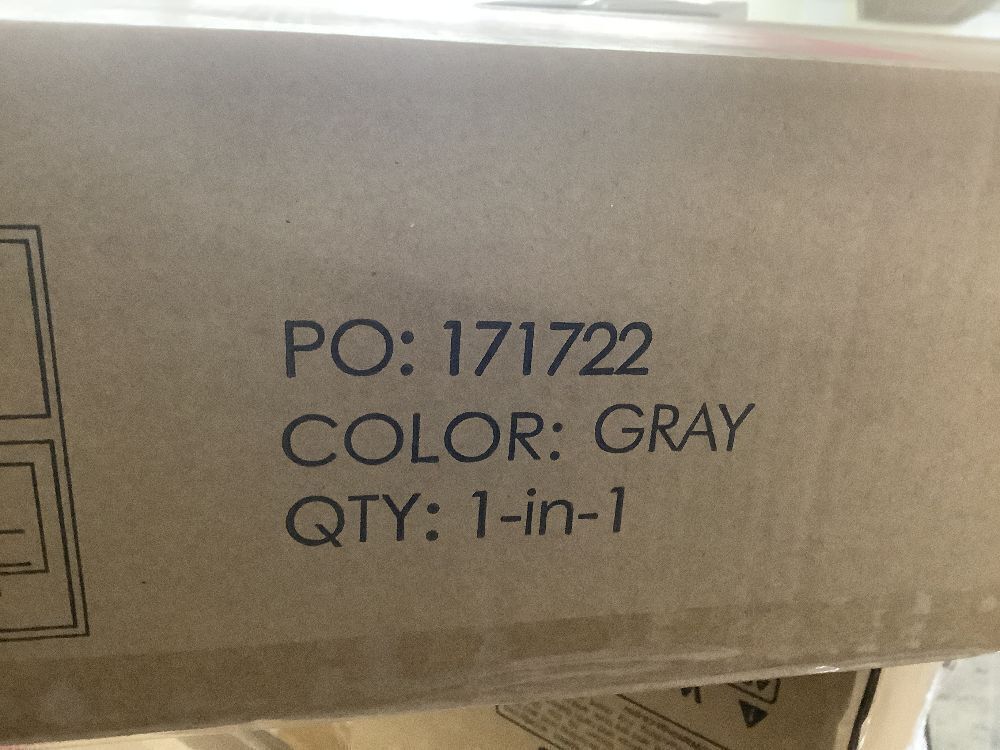 PO: 171722
COLOR: GRAY
QTY: 1-in-1